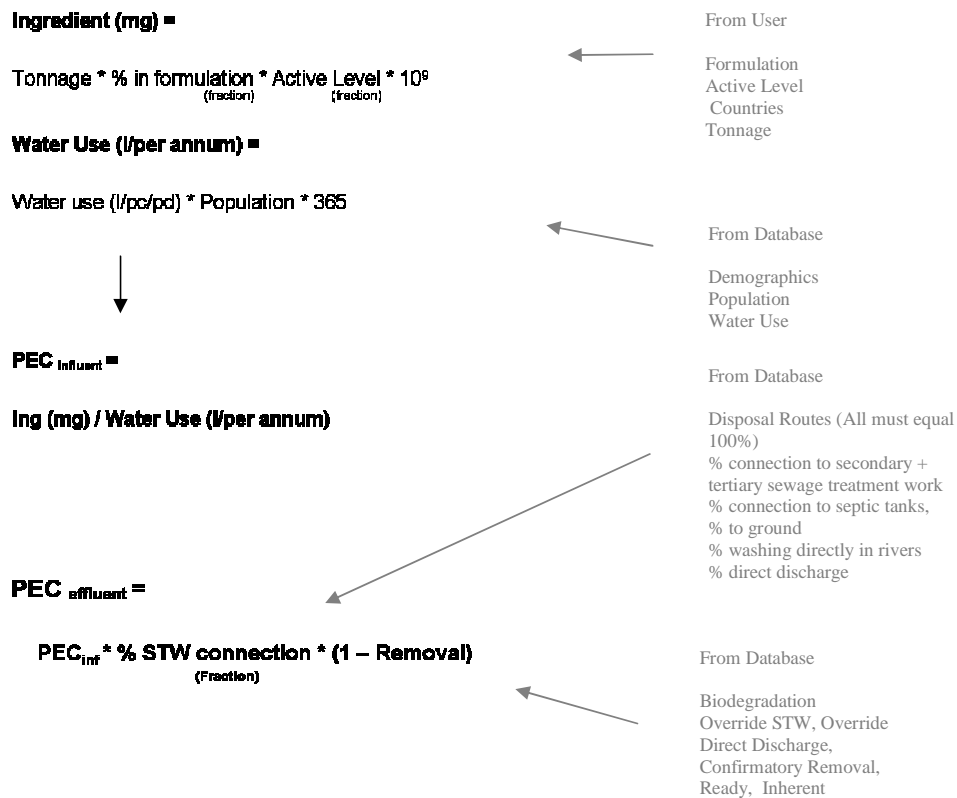 Ingredient (mg) =
Tonnage * % in formulation * Active Level * 10⁹
(fraction) (fraction)
Water Use (l/per annum) =
Water use (l/pc/pd) * Population * 365
PEC influent =
Ing (mg) / Water Use (l/per annum)
PEC effluent =
PECinf * % STW connection * (1 – Removal)
(Fraction)
From User
Formulation
Active Level
Countries
Tonnage
From Database
Demographics
Population
Water Use
From Database
Disposal Routes (All must equal
100%)
% connection to secondary +
tertiary sewage treatment work
% connection to septic tanks,
% to ground
% washing directly in rivers
% direct discharge
From Database
Biodegradation
Override STW, Override
Direct Discharge,
Confirmatory Removal,
Ready, Inherent